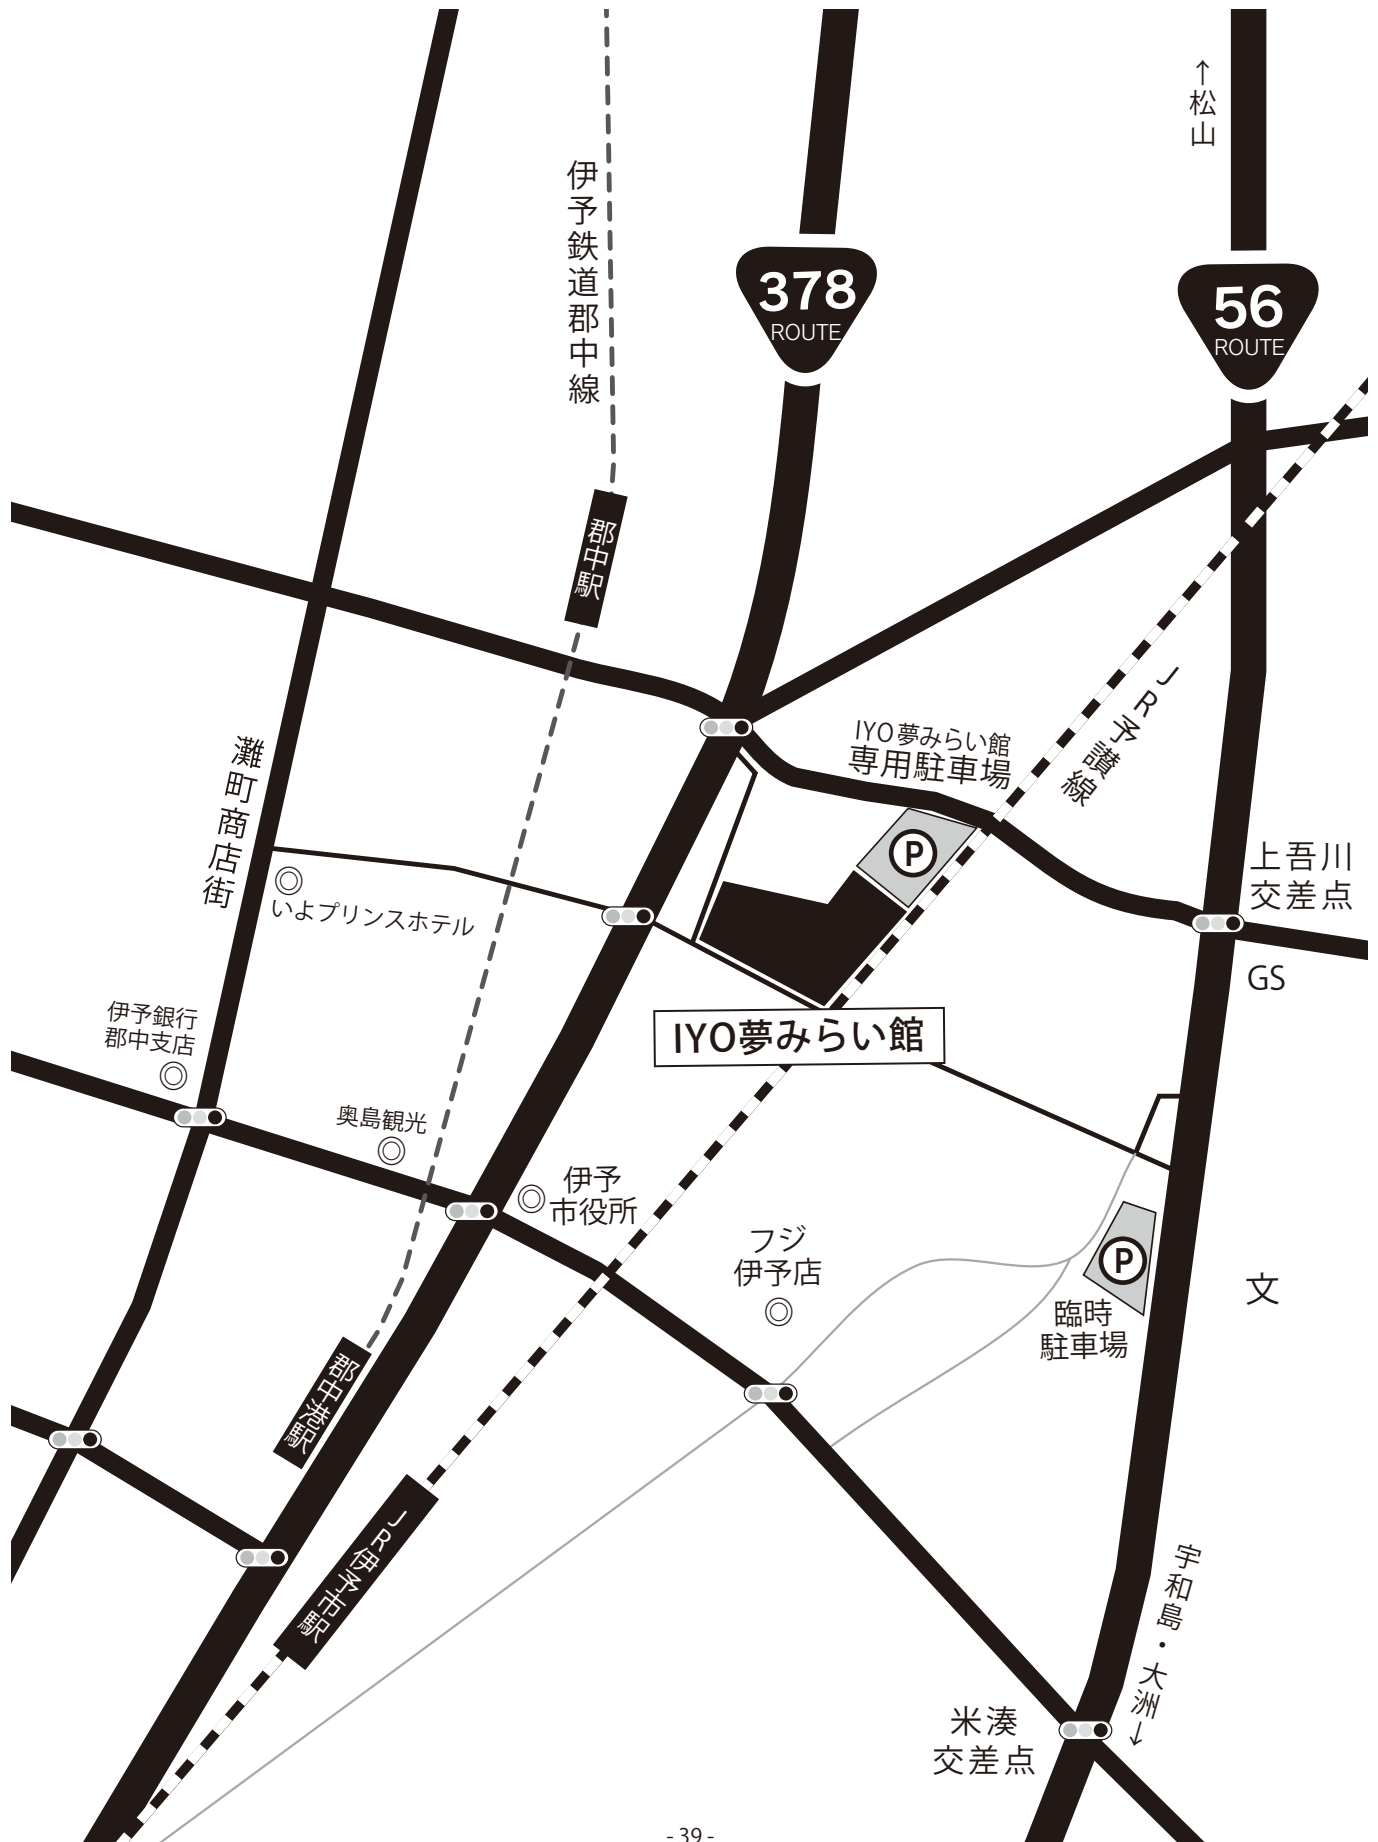 ↑松山
伊予鉄道郡中線
378
ROUTE
56
ROUTE
郡中駅
JR予讃線
IYO夢みらい館
専用駐車場
灘町商店街
P
上吾川
交差点
いよプリンスホテル
GS
伊予銀行
郡中支店
IYO夢みらい館
奥島観光
伊予
市役所
フジ
伊予店
P
臨時
駐車場
文
郡中港駅
JR伊予市駅
宇和島・大洲↓
米湊
交差点
- 39 -